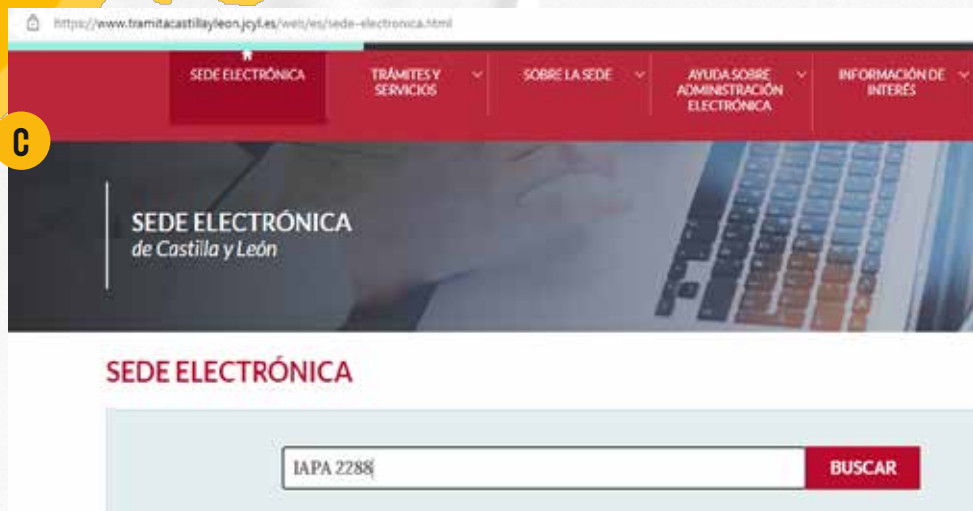 https://www.tramitacastillayleon.jcyl.es/web/es/sede-electronica.html
SEDE ELECTRÓNICA
TRÁMITES Y SERVICIOS
SOBRE LA SEDE
AYUDA SOBRE ADMINISTRACIÓN ELECTRÓNICA
INFORMACIÓN DE INTERÉS
C
SEDE ELECTRÓNICA
de Castilla y León
SEDE ELECTRÓNICA
IAPA 2288
BUSCAR